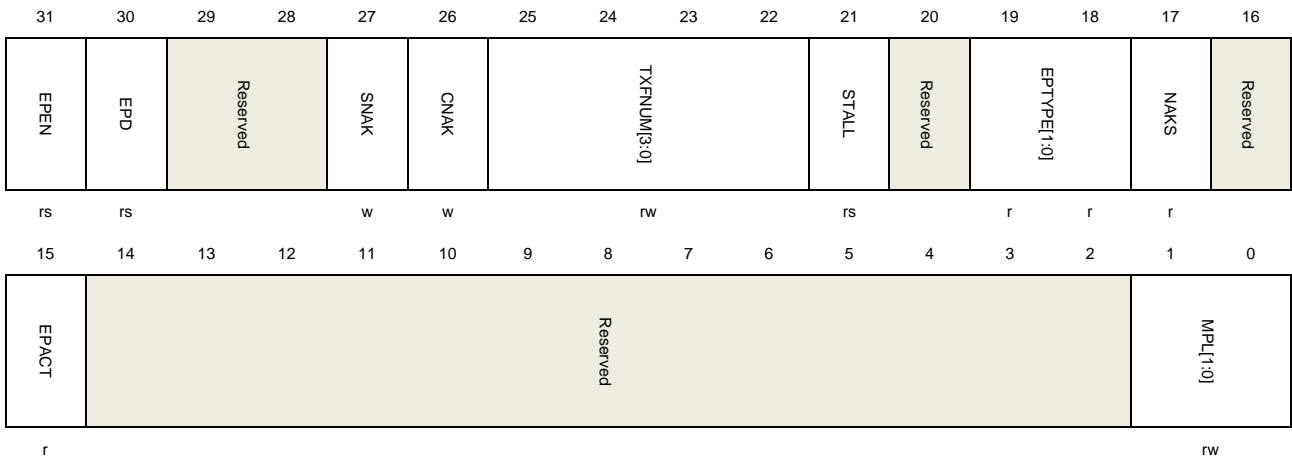 31 30 29 28 27 26 25 24 23 22 21 20 19 18 17 16
EPEN EPD Reserved SNAK CNAK TXFNUM[3:0] STALL Reserved EPTYPE[1:0] NAKS Reserved
rs rs w w rw rs r r r
15 14 13 12 11 10 9 8 7 6 5 4 3 2 1 0
EPACT Reserved MPL[1:0]
r rw